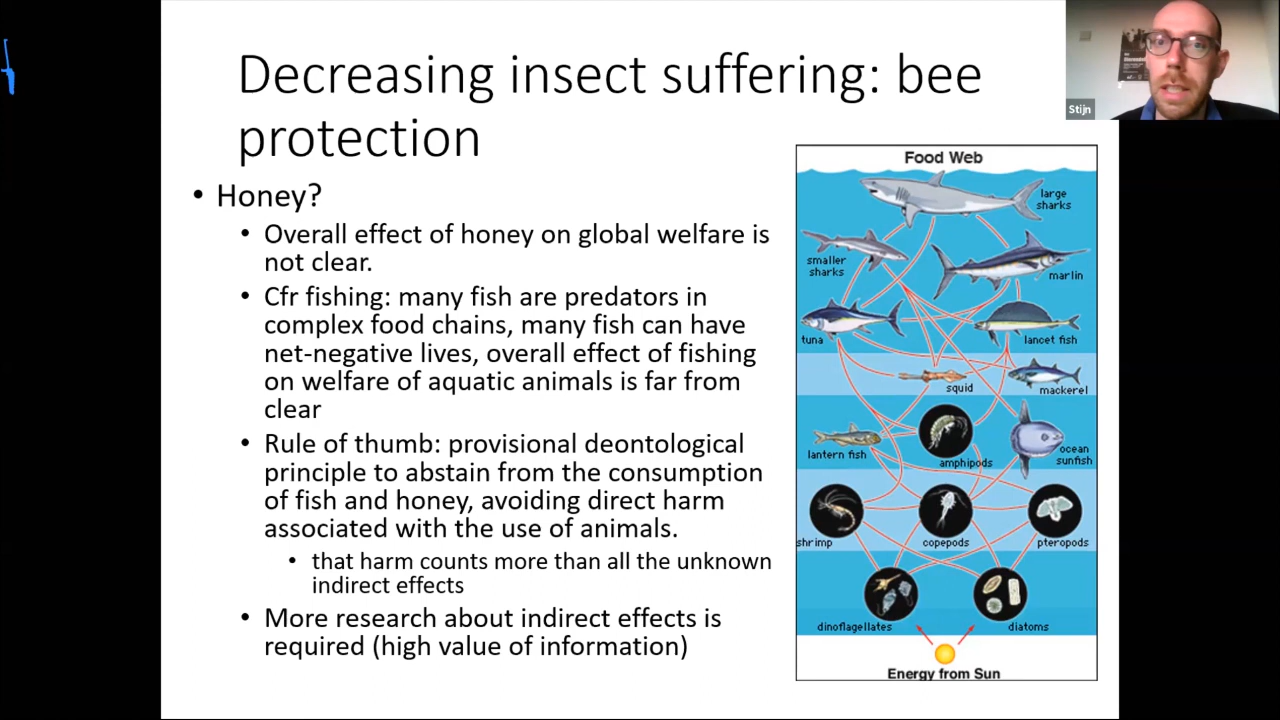 Decreasing insect suffering: bee
protection
Stijn
• Honey?
• Overall effect of honey on global welfare is
not clear.
• Cfr fishing: many fish are predators in
complex food chains, many fish can have
net-negative lives, overall effect of fishing
on welfare of aquatic animals is far from
clear
• Rule of thumb: provisional deontological
principle to abstain from the consumption
of fish and honey, avoiding direct harm
associated with the use of animals.
• that harm counts more than all the unknown
indirect effects
• More research about indirect effects is
required (high value of information)
Food Web
large
sharks
smaller
sharks
marlin
tuna
lancet fish
squid
mackerel
lantern fish
amphipods
ocean
sunfish
shrimp
copepods
pteropods
dinoflagellates
diatoms
Energy from Sun